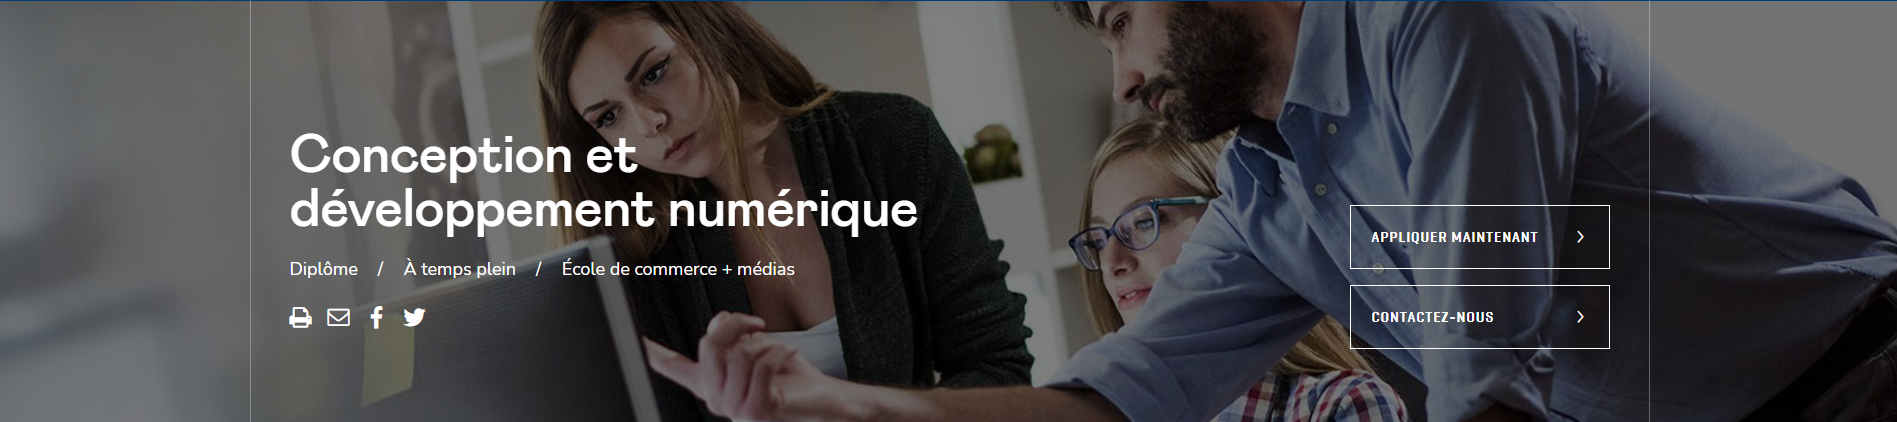 Conception et
développement numérique
Diplôme / À temps plein / École de commerce + médias
APPLIQUER MAINTENANT
CONTACTEZ-NOUS